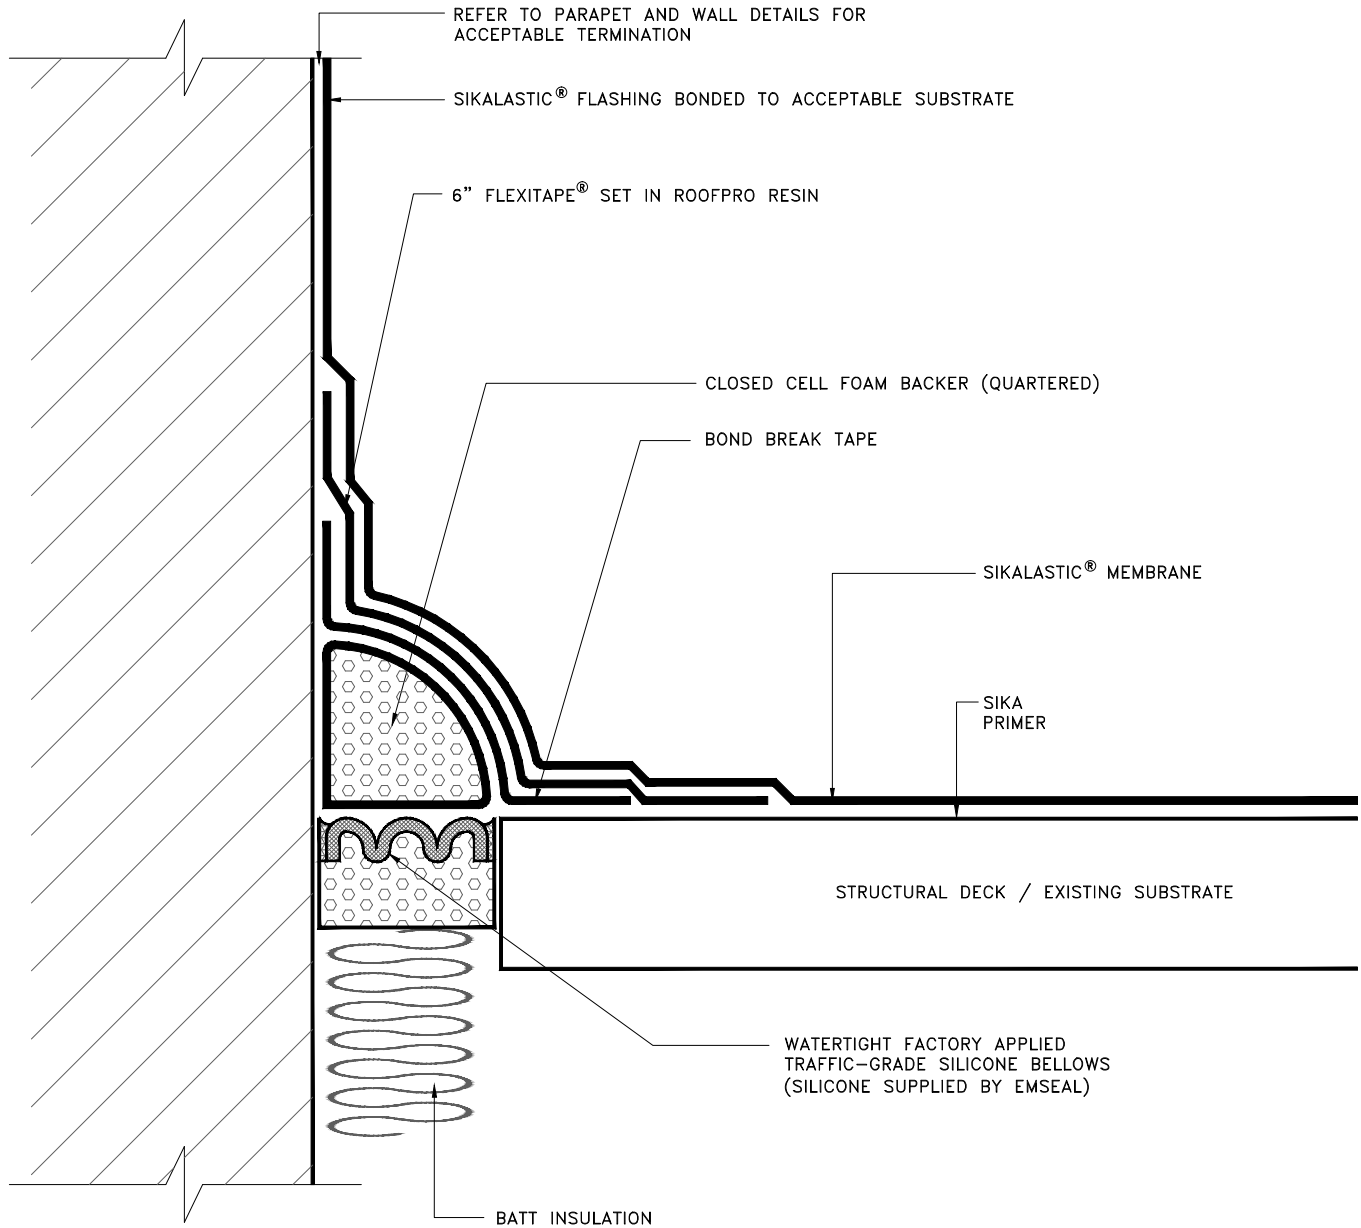 REFER TO PARAPET AND WALL DETAILS FOR
ACCEPTABLE TERMINATION
SIKALASTIC® FLASHING BONDED TO ACCEPTABLE SUBSTRATE
6” FLEXITAPE® SET IN ROOFPRO RESIN
CLOSED CELL FOAM BACKER (QUARTERED)
BOND BREAK TAPE
SIKALASTIC® MEMBRANE
SIKA
PRIMER
STRUCTURAL DECK / EXISTING SUBSTRATE
WATERTIGHT FACTORY APPLIED
TRAFFIC–GRADE SILICONE BELLOWS
(SILICONE SUPPLIED BY EMSEAL)
BATT INSULATION